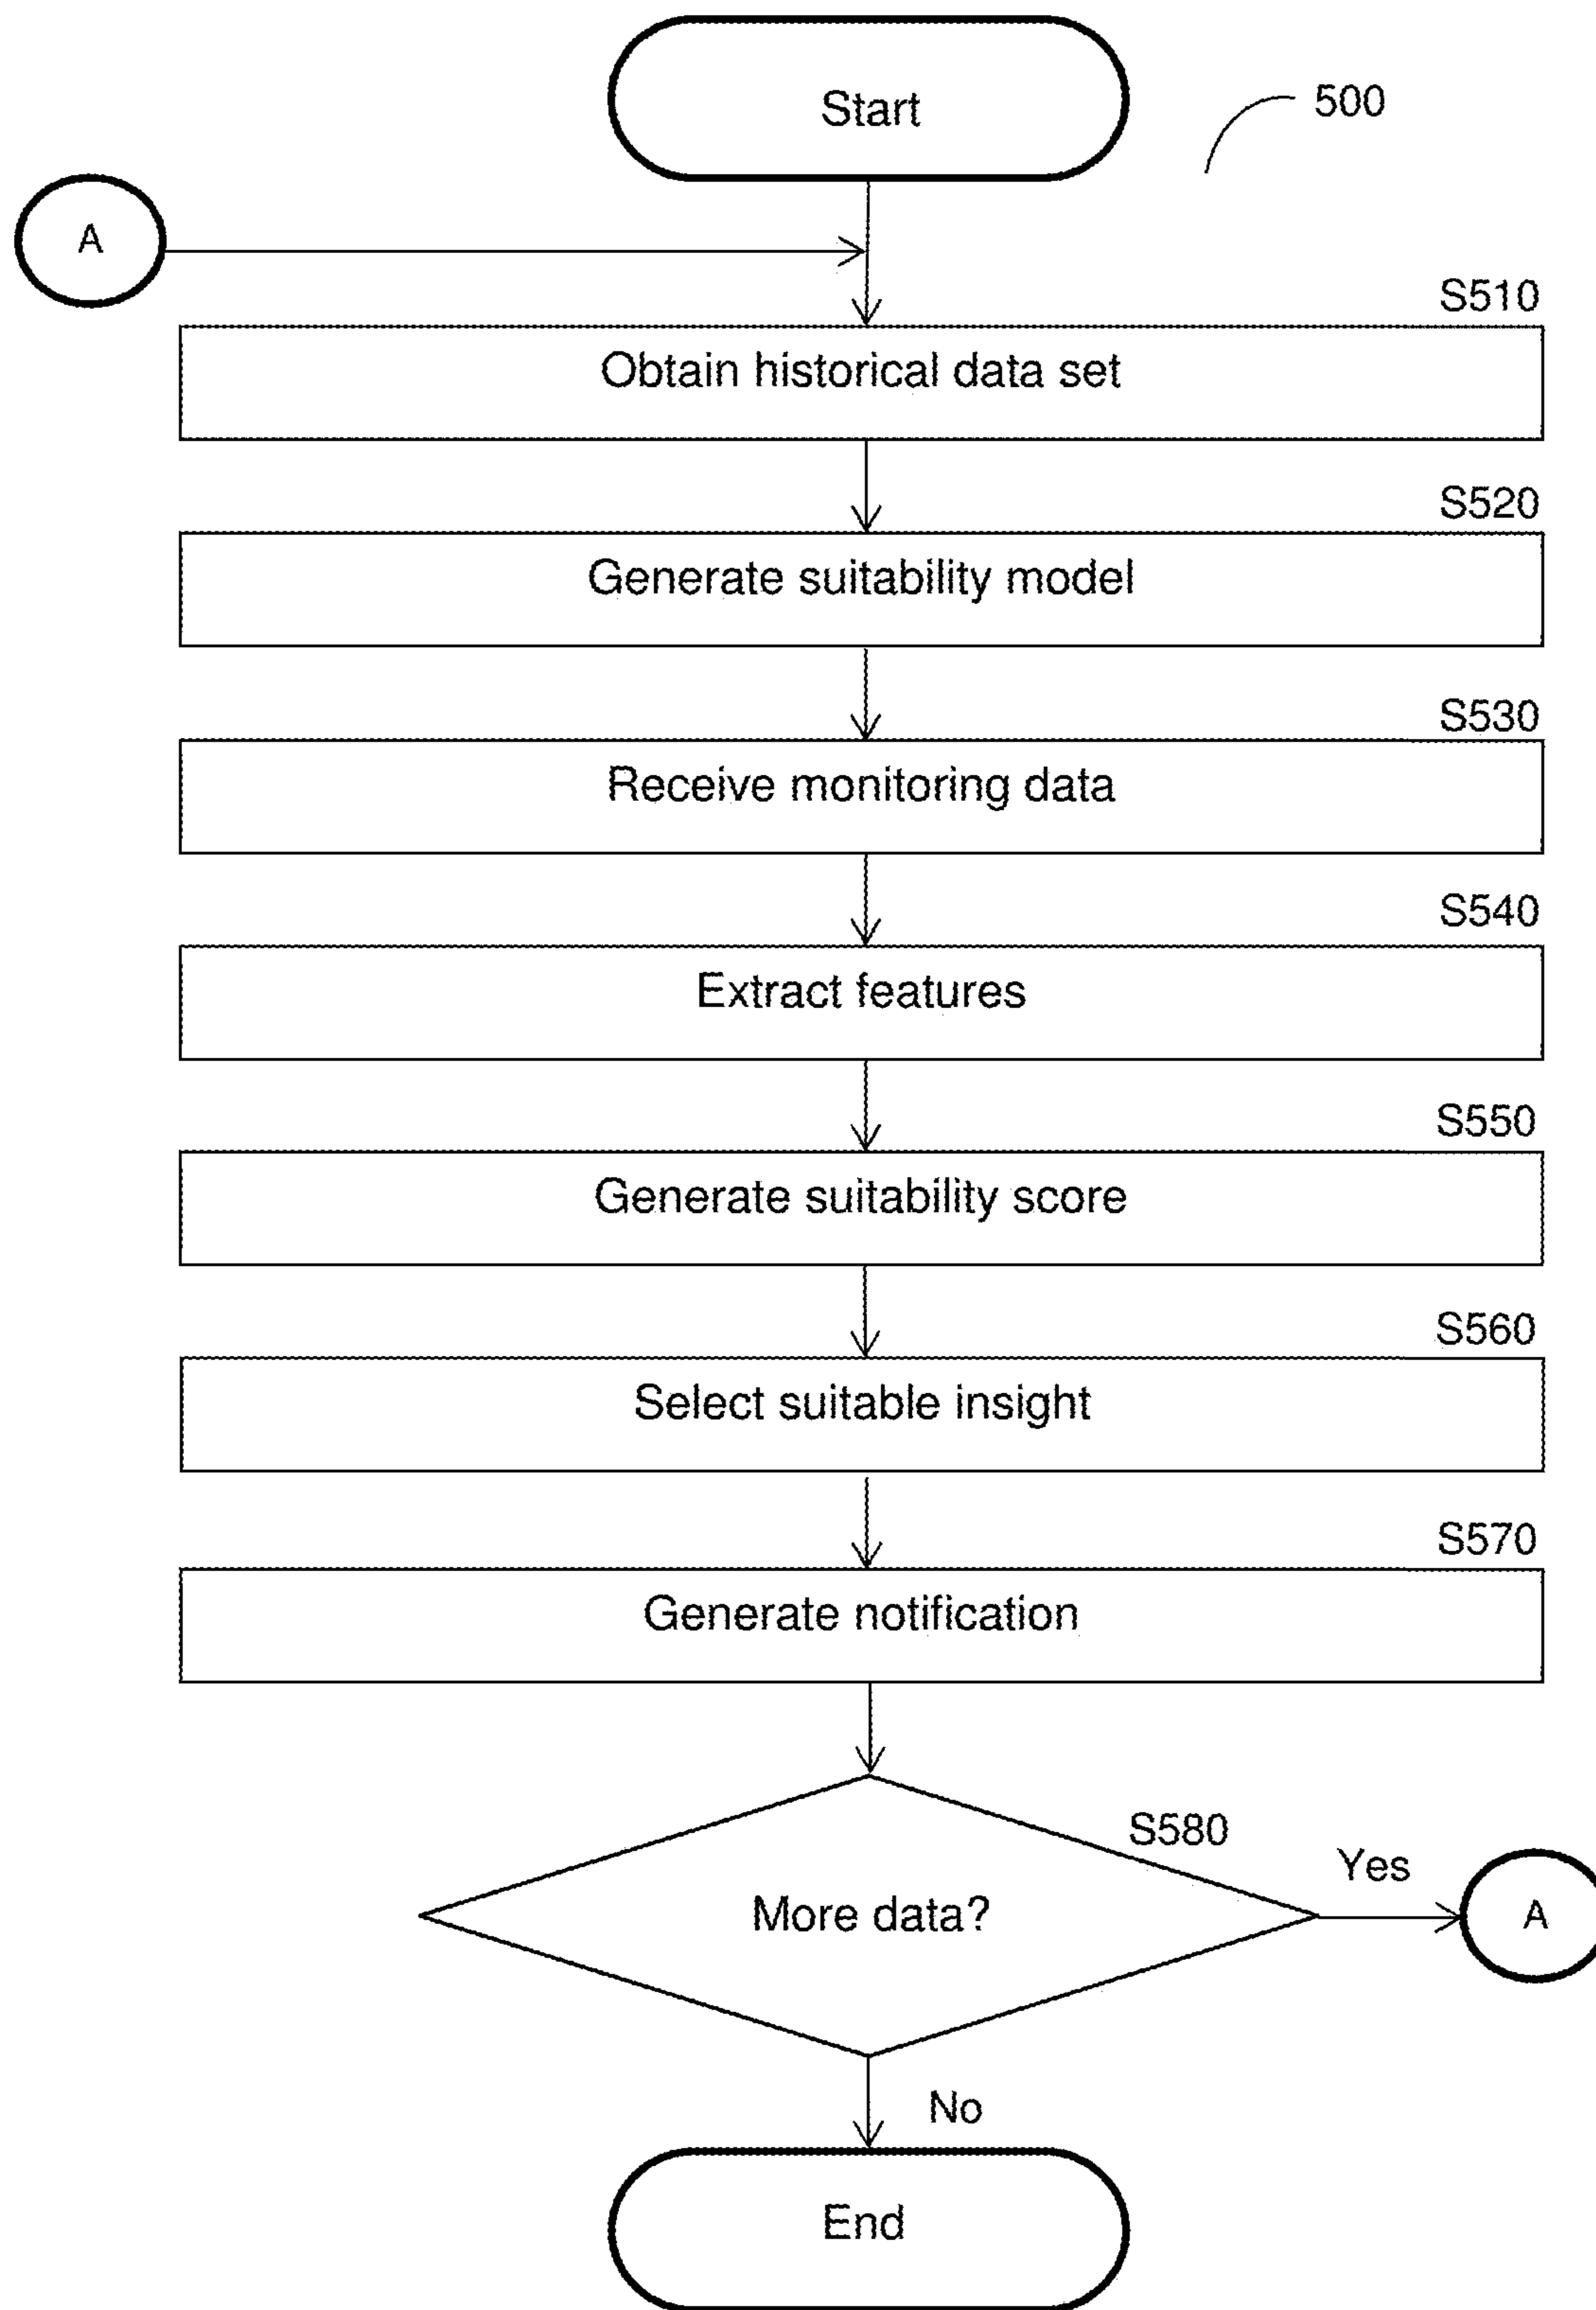 Start
500
A
S510
Obtain historical data set
S520
Generate suitability model
S530
Receive monitoring data
S540
Extract features
S550
Generate suitability score
S560
Select suitable insight
S570
Generate notification
S580
More data?
Yes
A
No
End